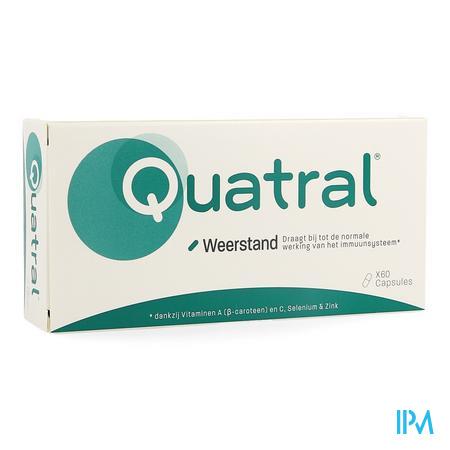 Quatral®
Weerstand
Draagt bij tot de normale
werking van het immuunsysteem*
X60
Capsules
* dankzij Vitaminen A (β-caroteen) en C, Selenium & Zink
Quatral
IPM